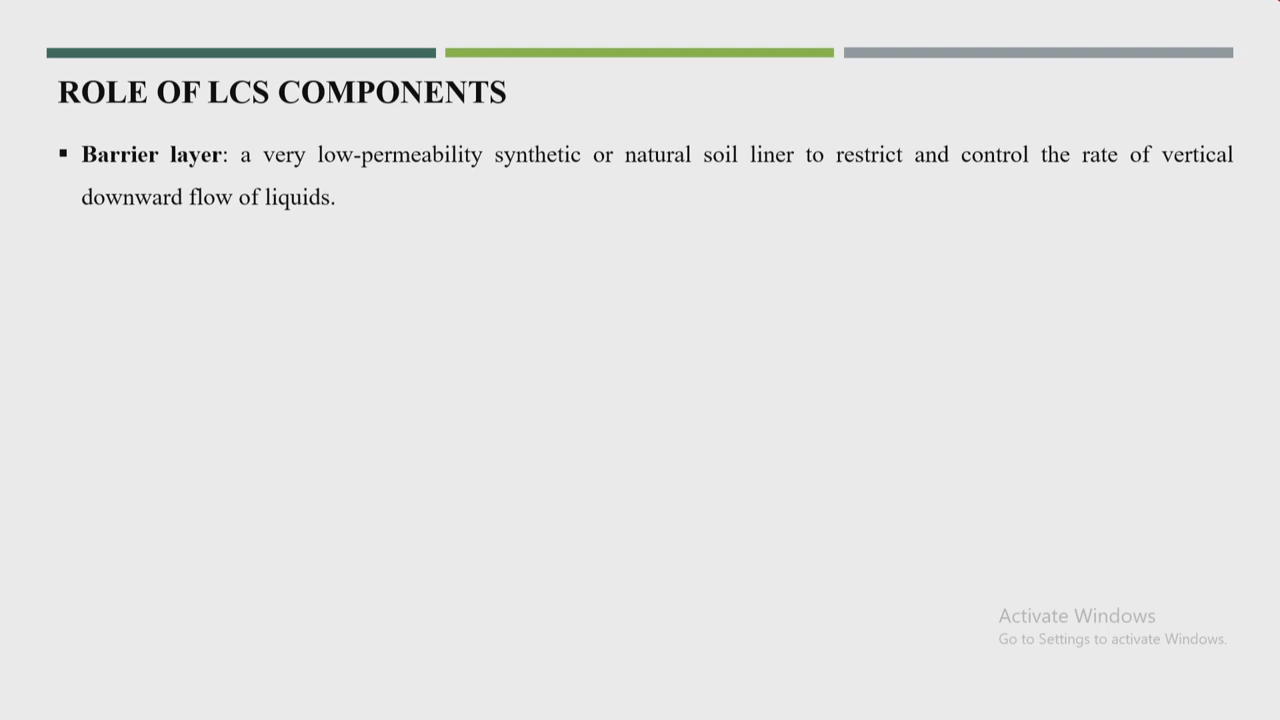 ROLE OF LCS COMPONENTS
▪ Barrier layer: a very low-permeability synthetic or natural soil liner to restrict and control the rate of vertical
downward flow of liquids.
Activate Windows
Go to Settings to activate Windows.